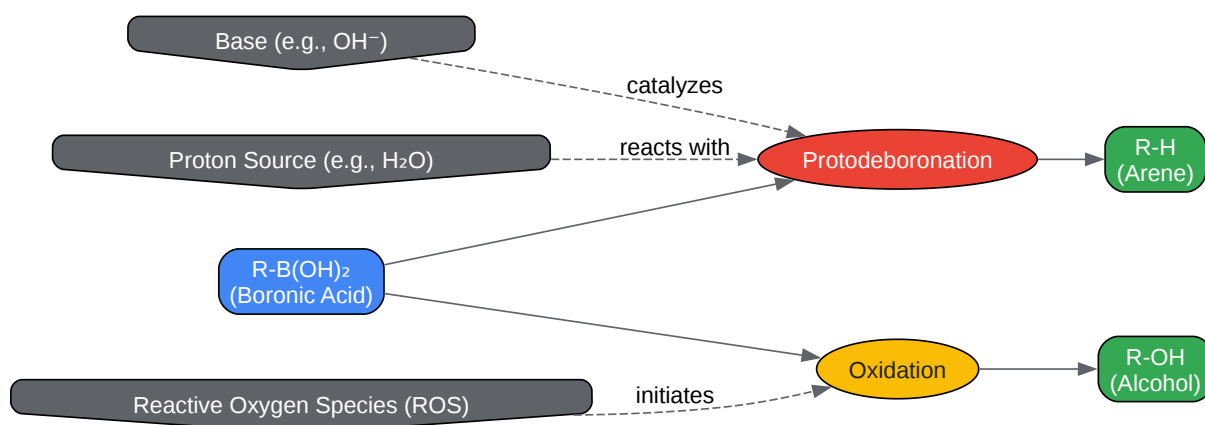 Base (e.g., OH⁻)
catalyzes
Proton Source (e.g., H₂O)
reacts with
Protodeboronation
R-H
(Arene)
R-B(OH)₂
(Boronic Acid)
Oxidation
R-OH
(Alcohol)
Reactive Oxygen Species (ROS)
initiates